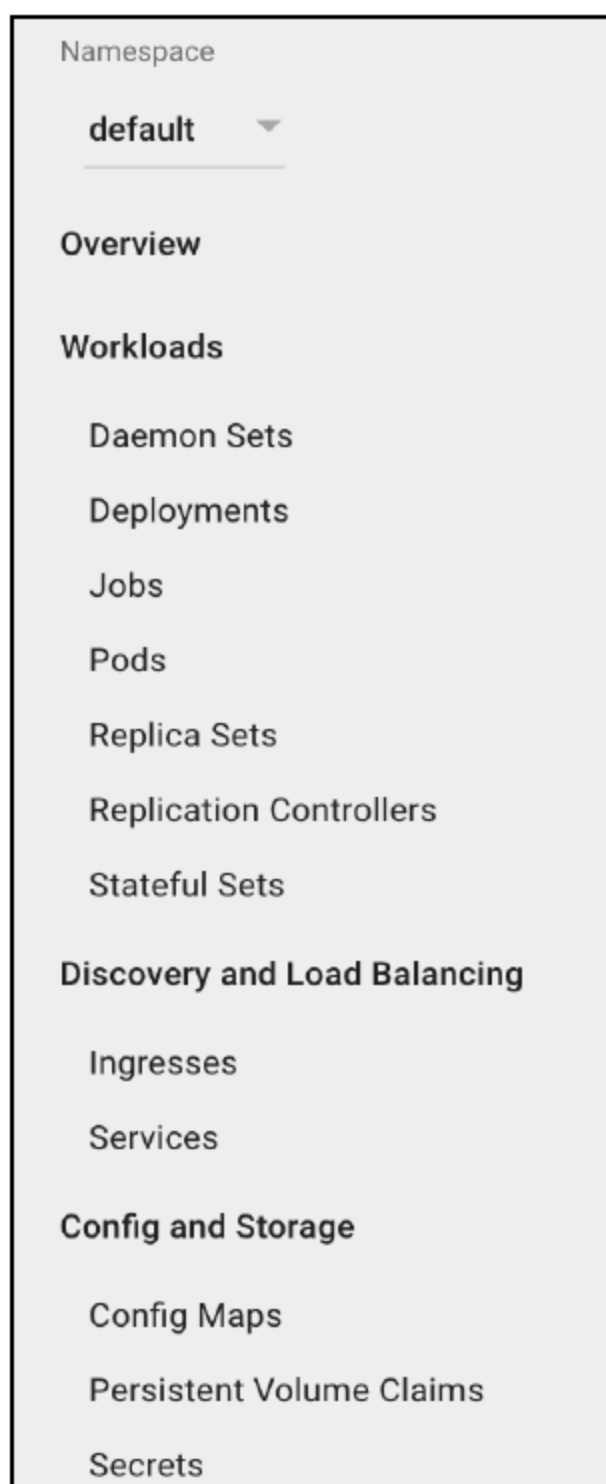 Namespace
default
Overview
Workloads
Daemon Sets
Deployments
Jobs
Pods
Replica Sets
Replication Controllers
Stateful Sets
Discovery and Load Balancing
Ingresses
Services
Config and Storage
Config Maps
Persistent Volume Claims
Secrets